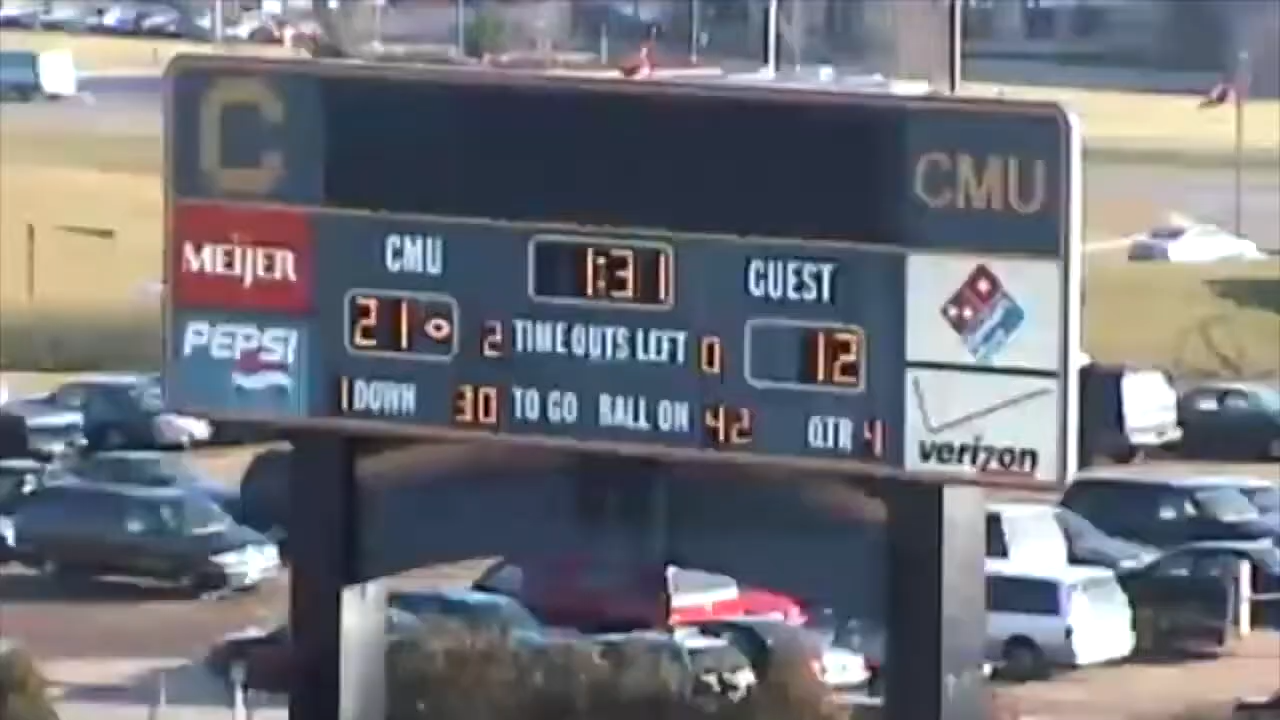 C
CMU
MEIJER
CMU
1:31
GUEST
PEPSI
21
2 TIME OUTS LEFT 0
12
1 DOWN 30 TO GO BALL ON 42 QTR 4
verizon